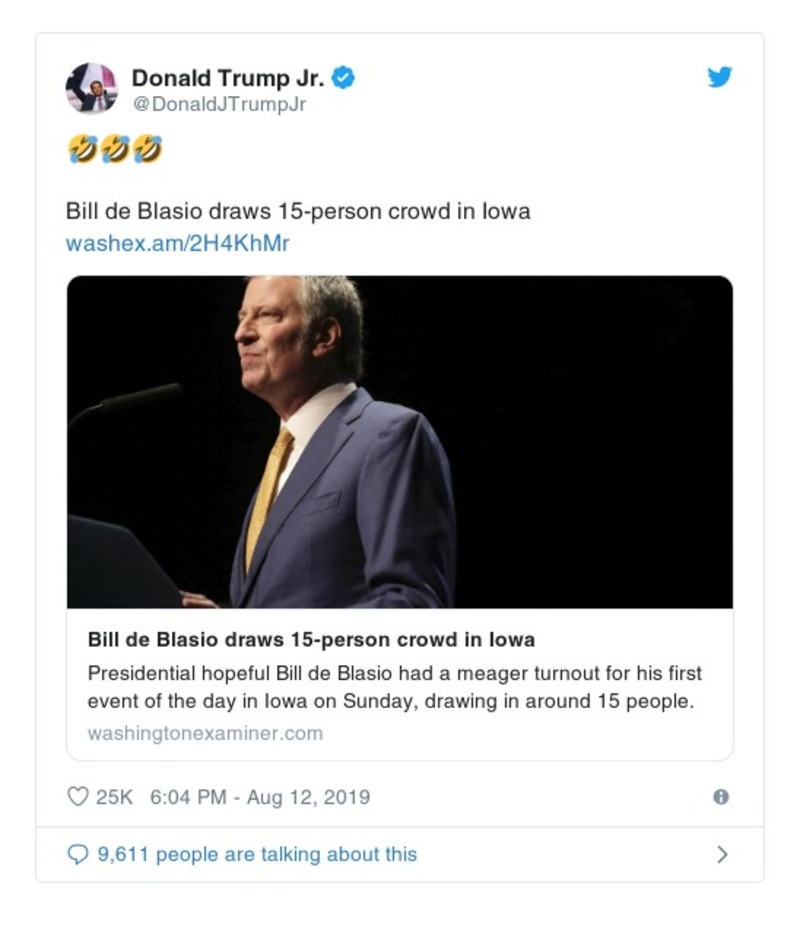 Donald Trump Jr.
@DonaldJTrumpJr
🤣🤣🤣
Bill de Blasio draws 15-person crowd in Iowa
washex.am/2H4KhMr
Bill de Blasio draws 15-person crowd in Iowa
Presidential hopeful Bill de Blasio had a meager turnout for his first
event of the day in Iowa on Sunday, drawing in around 15 people.
washingtonexaminer.com
25K 6:04 PM - Aug 12, 2019
9,611 people are talking about this